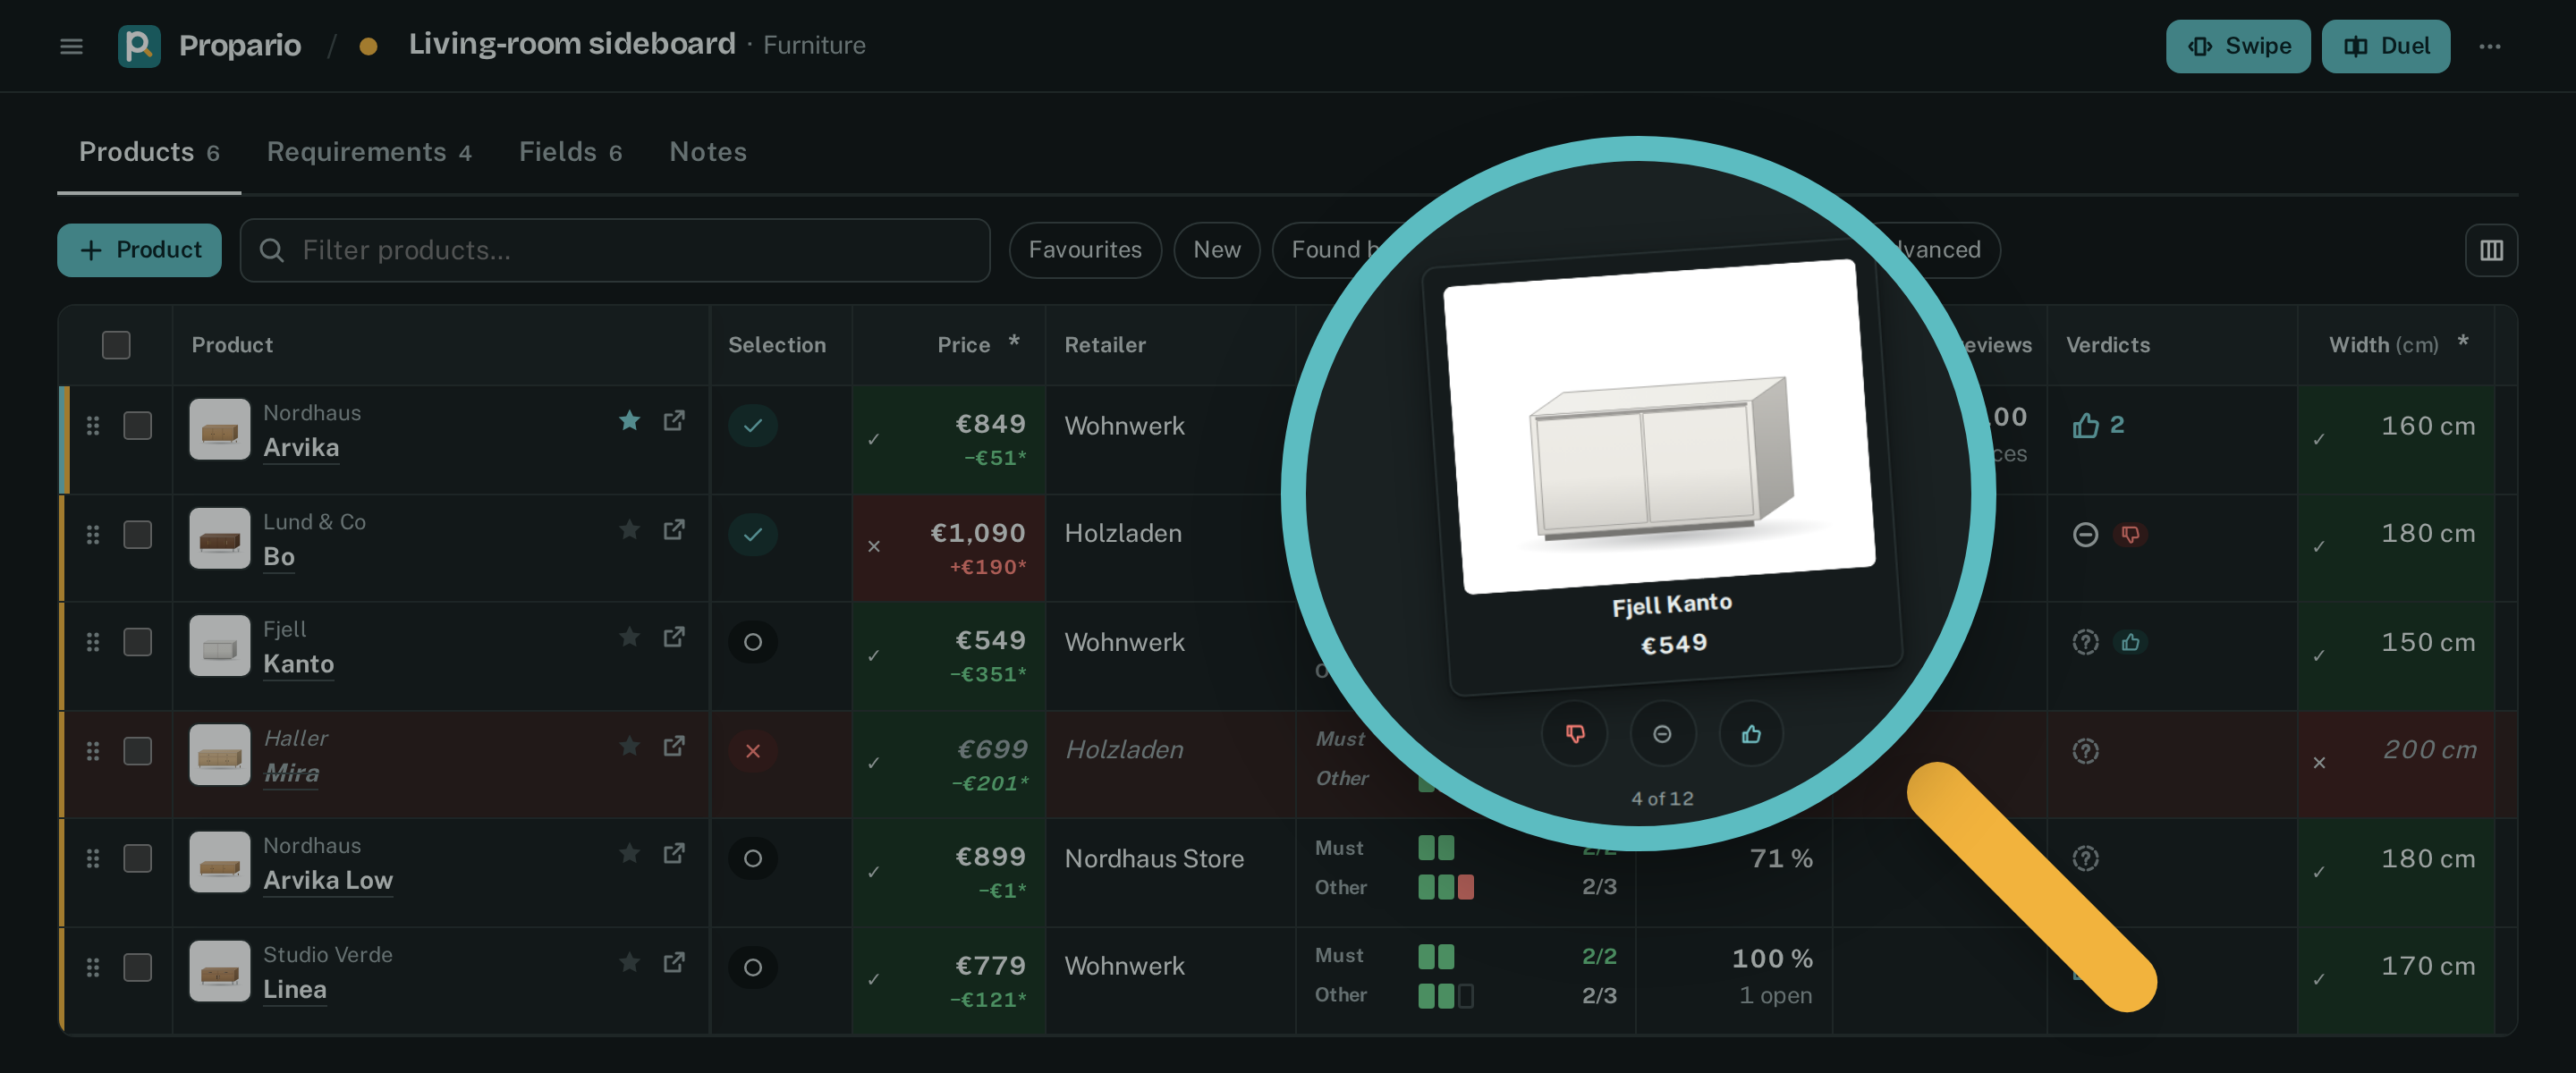 Propario / Living-room sideboard · Furniture
Swipe
Duel
Products 6
Requirements 4
Fields 6
Notes
Product
Filter products...
Favourites
New
Found
Product
Selection
Price *
Retailer
Verdicts
Width (cm) *
Nordhaus
Arvika
€849
−€51*
Wohnwerk
2
160 cm
Lund & Co
Bo
€1,090
+€190*
Holzladen
180 cm
Fjell
Kanto
€549
−€351*
Wohnwerk
150 cm
Fjell Kanto
€549
4 of 12
Haller
Mira
€699
−€201*
Holzladen
Must
Other
200 cm
Nordhaus
Arvika Low
€899
−€1*
Nordhaus Store
Must 2/2
Other 2/3
71 %
180 cm
Studio Verde
Linea
€779
−€121*
Wohnwerk
Must 2/2
Other 2/3
100 %
1 open
170 cm